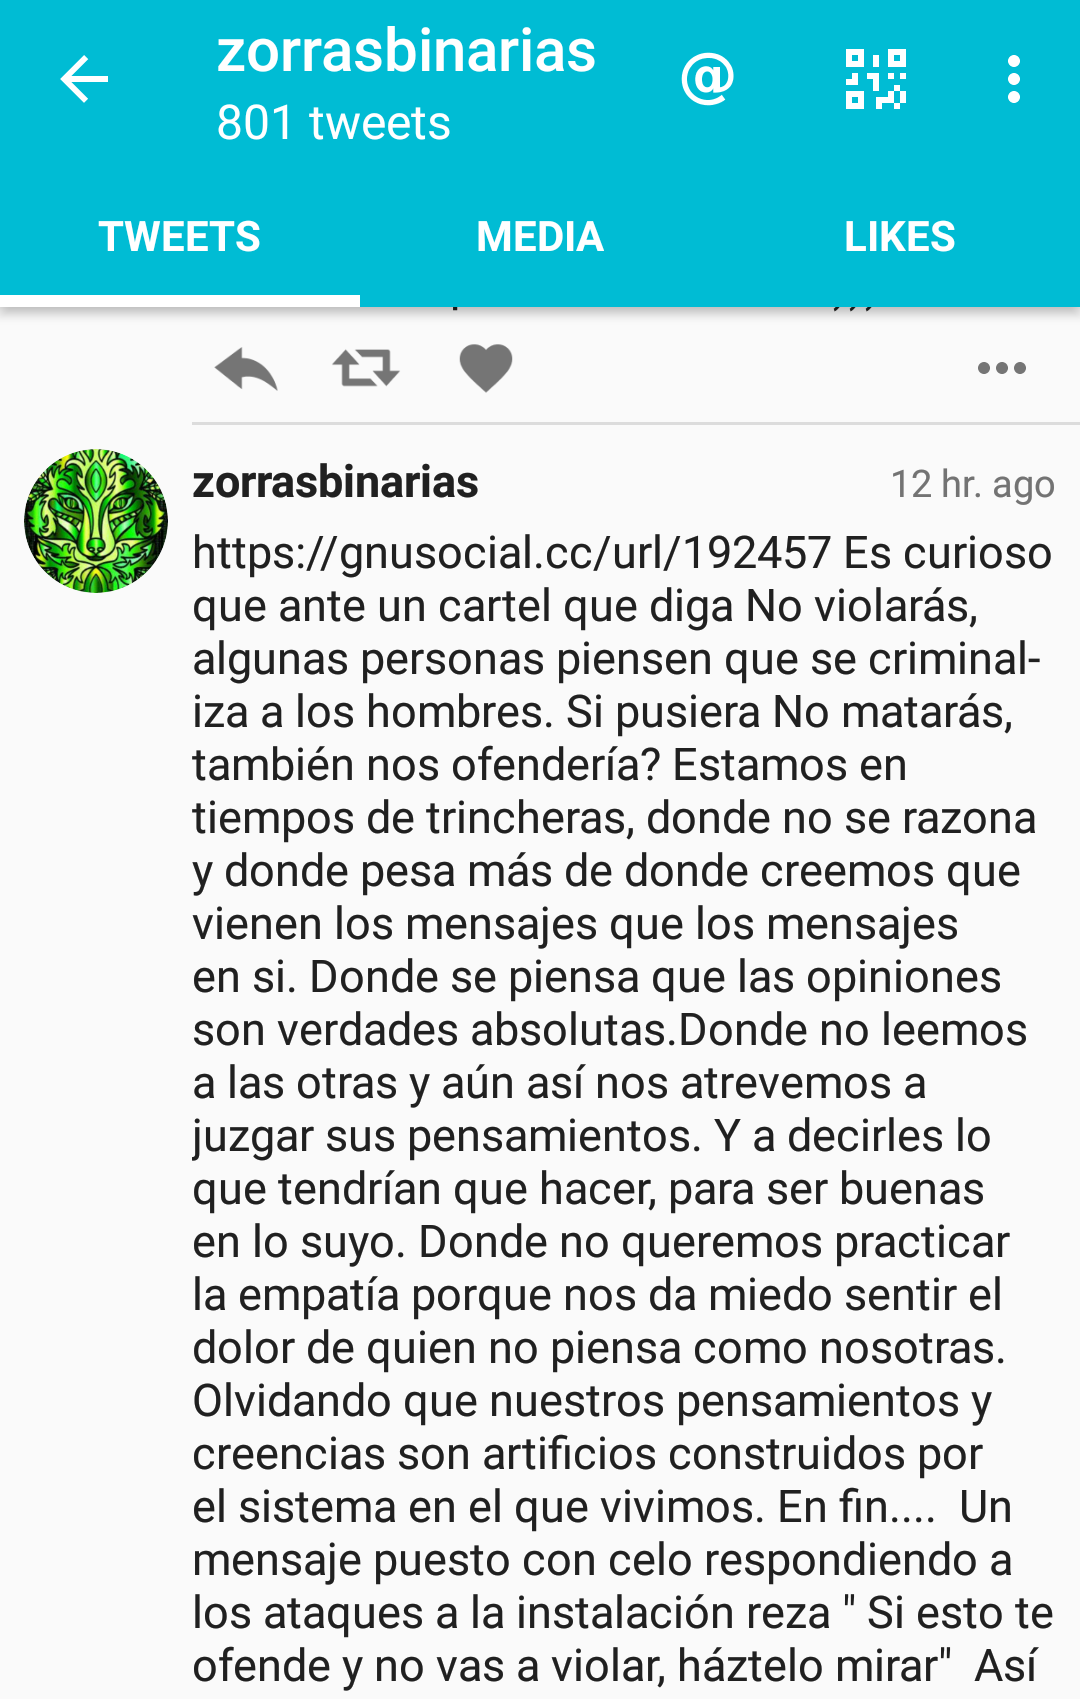 zorrasbinarias
801 tweets
TWEETS MEDIA LIKES
zorrasbinarias 12 hr. ago
https://gnusocial.cc/url/192457 Es curioso
que ante un cartel que diga No violarás,
algunas personas piensen que se criminal-
iza a los hombres. Si pusiera No matarás,
también nos ofendería? Estamos en
tiempos de trincheras, donde no se razona
y donde pesa más de donde creemos que
vienen los mensajes que los mensajes
en si. Donde se piensa que las opiniones
son verdades absolutas.Donde no leemos
a las otras y aún así nos atrevemos a
juzgar sus pensamientos. Y a decirles lo
que tendrían que hacer, para ser buenas
en lo suyo. Donde no queremos practicar
la empatía porque nos da miedo sentir el
dolor de quien no piensa como nosotras.
Olvidando que nuestros pensamientos y
creencias son artificios construidos por
el sistema en el que vivimos. En fin....  Un
mensaje puesto con celo respondiendo a
los ataques a la instalación reza " Si esto te
ofende y no vas a violar, háztelo mirar"  Así